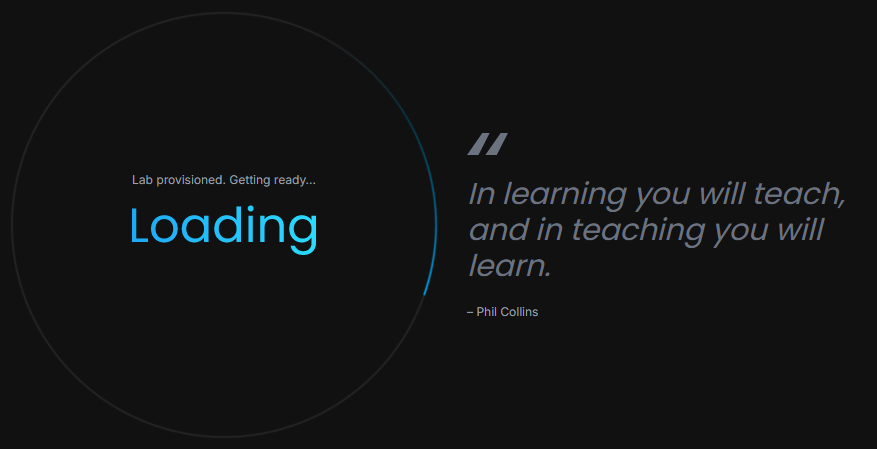 Lab provisioned. Getting ready...
Loading
"
In learning you will teach,
and in teaching you will
learn.
– Phil Collins